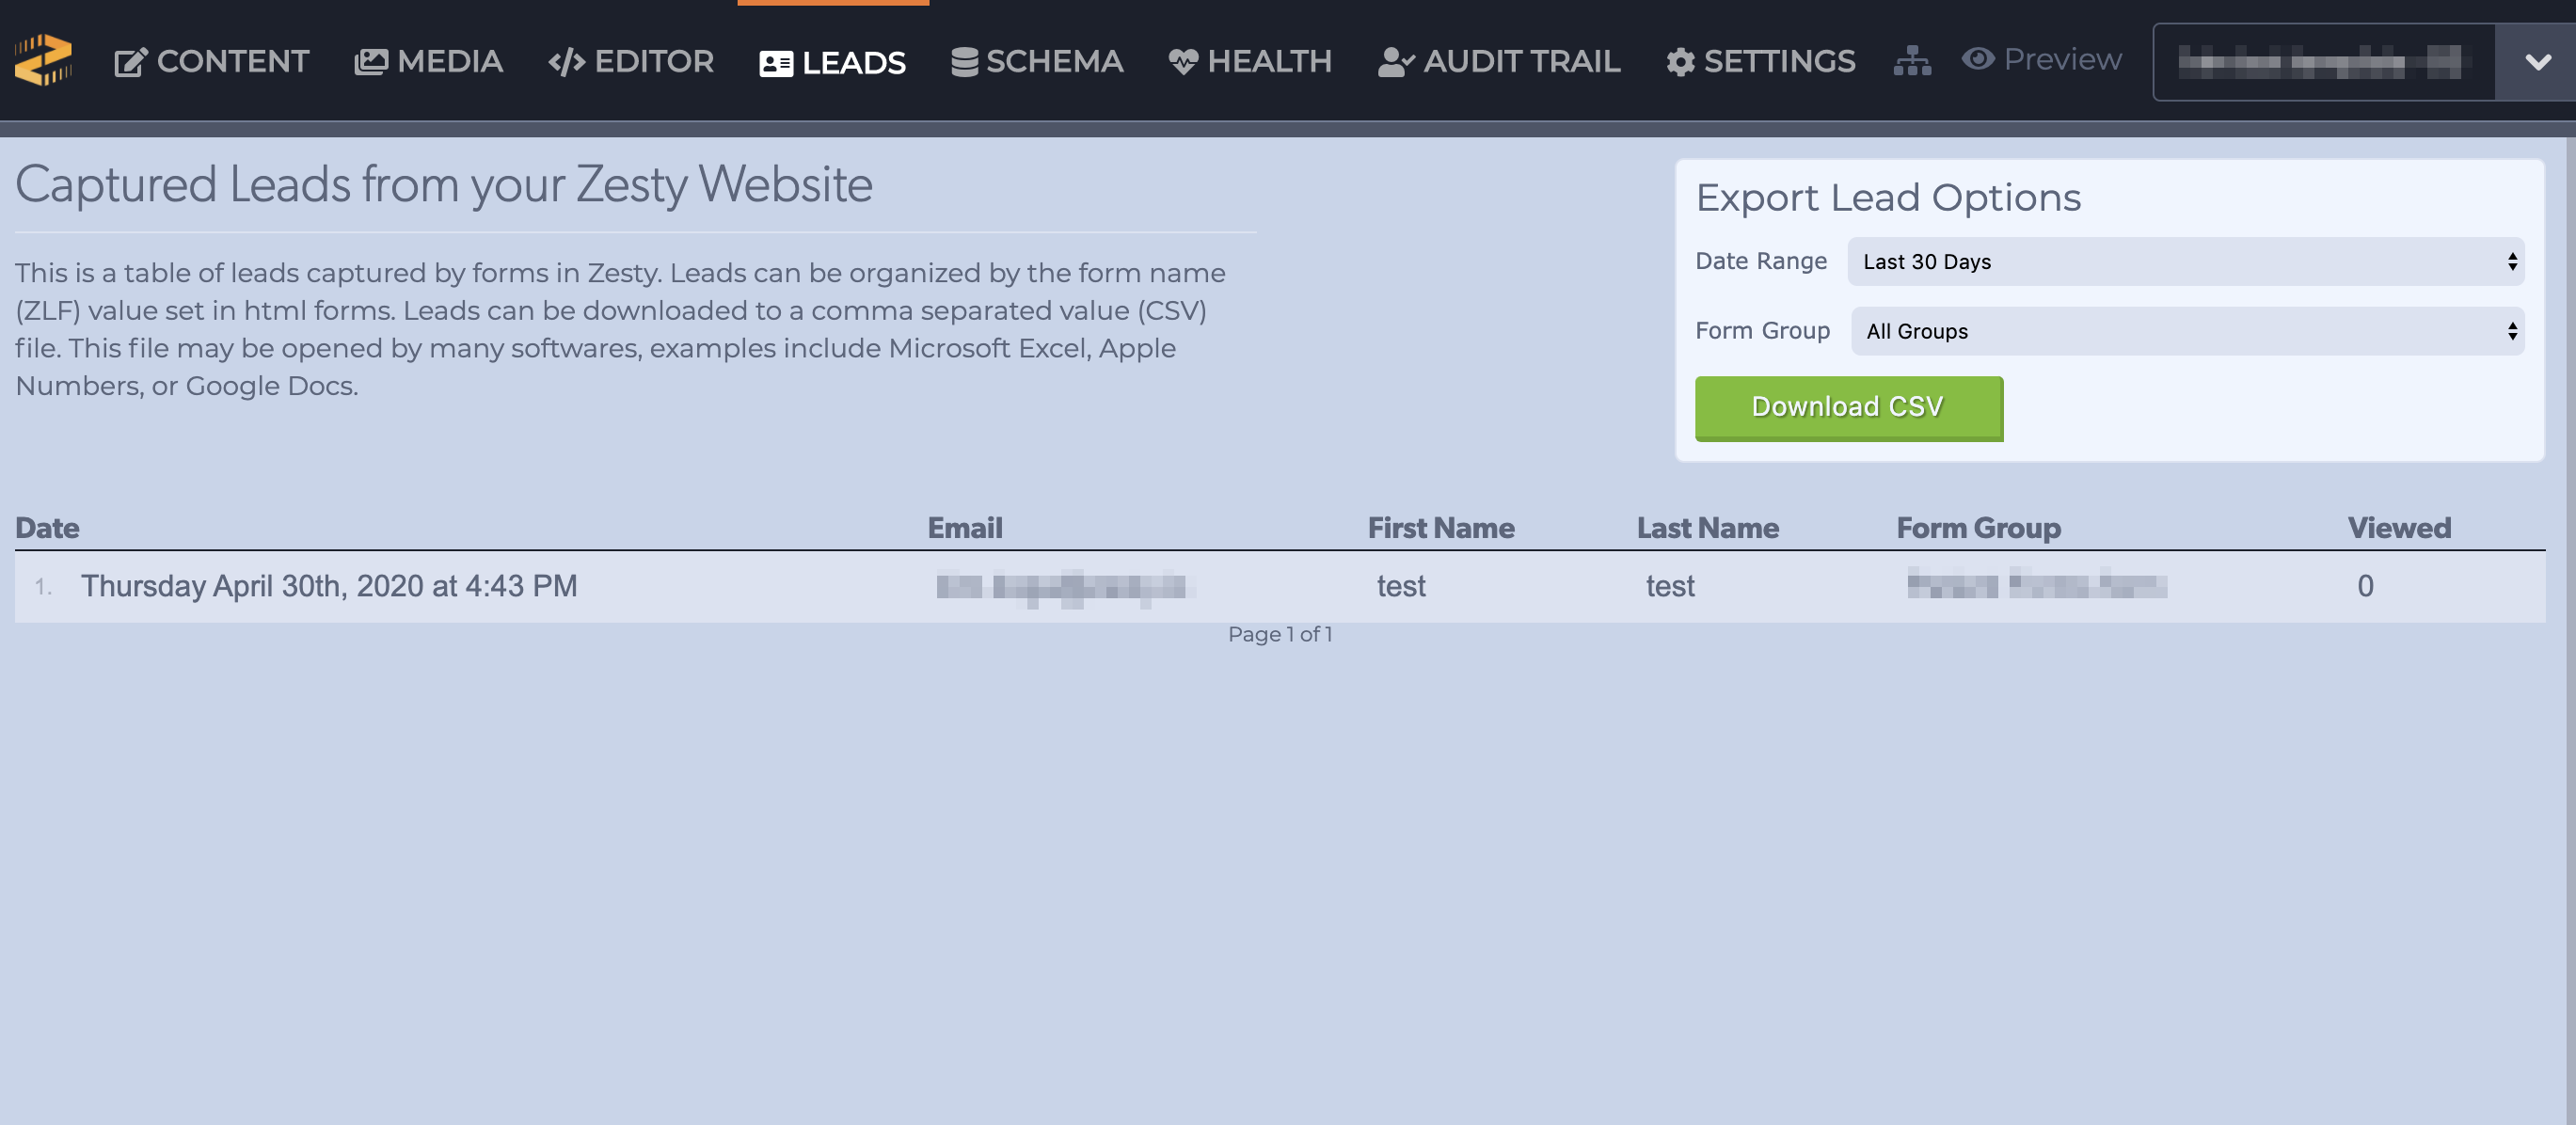 CONTENT MEDIA EDITOR LEADS SCHEMA HEALTH AUDIT TRAIL SETTINGS Preview
Captured Leads from your Zesty Website
This is a table of leads captured by forms in Zesty. Leads can be organized by the form name
(ZLF) value set in html forms. Leads can be downloaded to a comma separated value (CSV)
file. This file may be opened by many softwares, examples include Microsoft Excel, Apple
Numbers, or Google Docs.
Export Lead Options
Date Range Last 30 Days
Form Group All Groups
Download CSV
Date Email First Name Last Name Form Group Viewed
1. Thursday April 30th, 2020 at 4:43 PM test test 0
Page 1 of 1